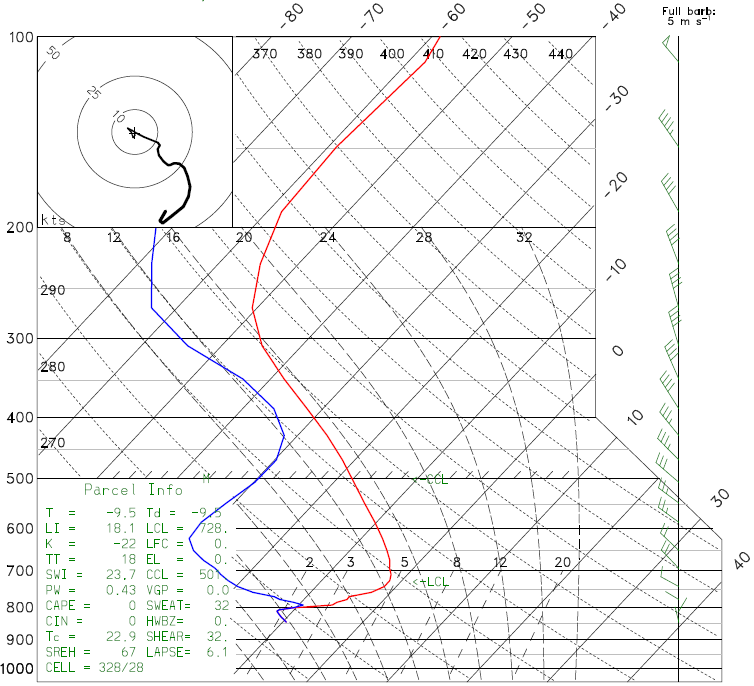 -80 -70 -60 -50 -40
Full barb:
5 m s⁻¹
100
370 380 390 400 410 420 430 440
50
25
10
kts
-30
-20
200
8 12 16 20 24 28 32
-10
290
300
0
280
400
10
270
500
M
<-CCL
30
Parcel Info
T = -9.5 Td = -9.5
LI = 18.1 LCL = 728.
600
K = -22 LFC = 0.
TT = 18 EL = 0.
2 3 5 8 12 20
40
700
SWI = 23.7 CCL = 501
<-LCL
PW = 0.43 VGP = 0.0
800
CAPE = 0 SWEAT= 32
CIN = 0 HWBZ= 0.
900
Tc = 22.9 SHEAR= 32.
SREH = 67 LAPSE= 6.1
1000
CELL = 328/28